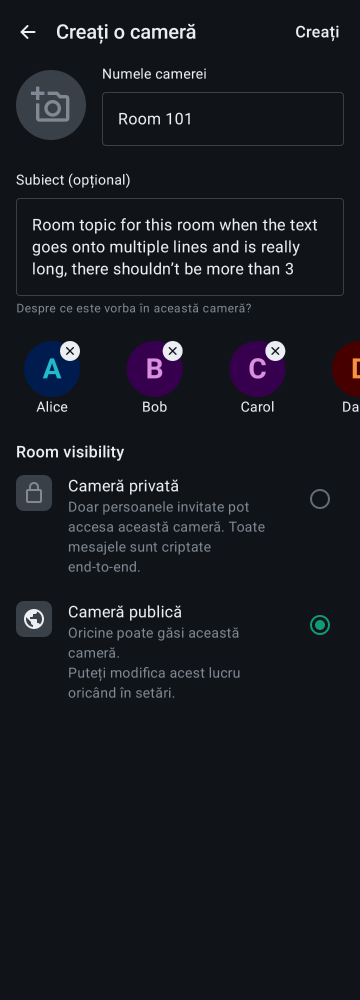 Creați o cameră
Creați
Numele camerei
Room 101
Subiect (opțional)
Room topic for this room when the text
goes onto multiple lines and is really
long, there shouldn’t be more than 3
Despre ce este vorba în această cameră?
A
B
C
Alice
Bob
Carol
Da
Room visibility
Cameră privată
Doar persoanele invitate pot
accesa această cameră. Toate
mesajele sunt criptate
end-to-end.
Cameră publică
Oricine poate găsi această
cameră.
Puteți modifica acest lucru
oricând în setări.